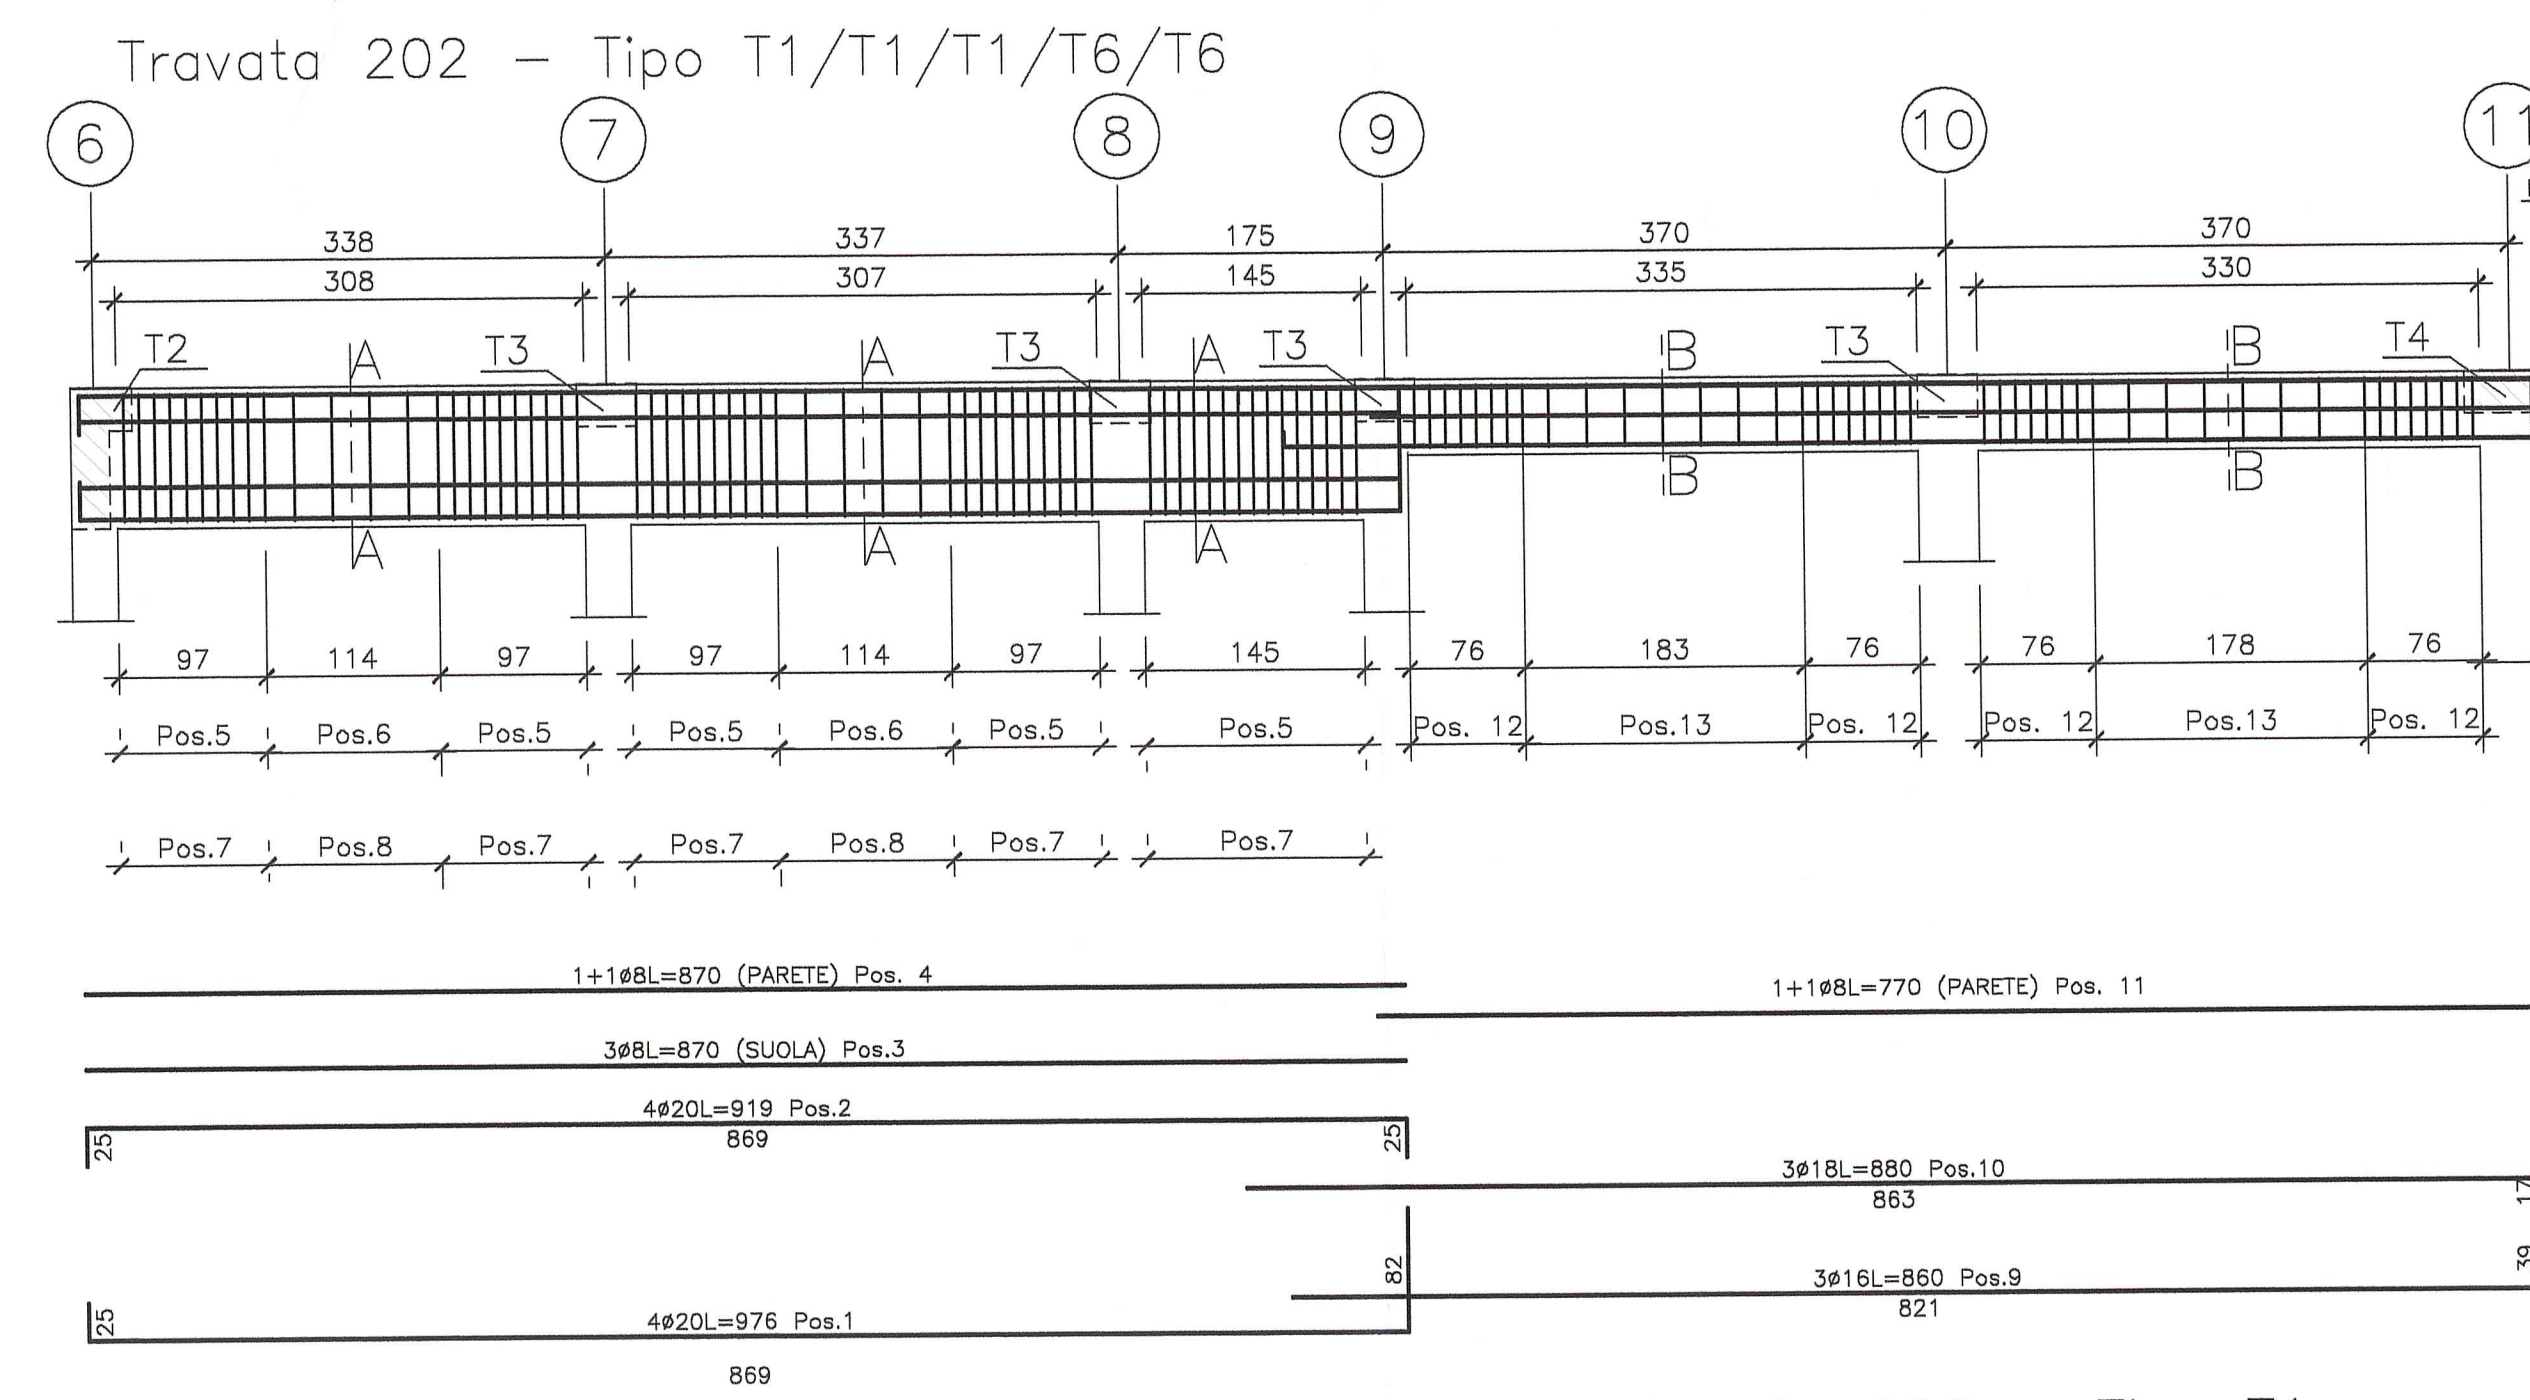 Travata 202 – Tipo T1/T1/T1/T6/T6
6 7 8 9 10 11
338 337 175 370 370
308 307 145 335 330
T2 A T3 A T3 A T3 B T3 B T4
A A A B B
97 114 97 97 114 97 145 76 183 76 76 178 76
Pos.5 Pos.6 Pos.5 Pos.5 Pos.6 Pos.5 Pos.5 Pos. 12 Pos.13 Pos. 12 Pos. 12 Pos.13 Pos. 12
Pos.7 Pos.8 Pos.7 Pos.7 Pos.8 Pos.7 Pos.7
1+1ø8L=870 (PARETE) Pos. 4
1+1ø8L=770 (PARETE) Pos. 11
3ø8L=870 (SUOLA) Pos.3
4ø20L=919 Pos.2
25 869 25
3ø18L=880 Pos.10
863 17
82 39
3ø16L=860 Pos.9
821
25 4ø20L=976 Pos.1
869